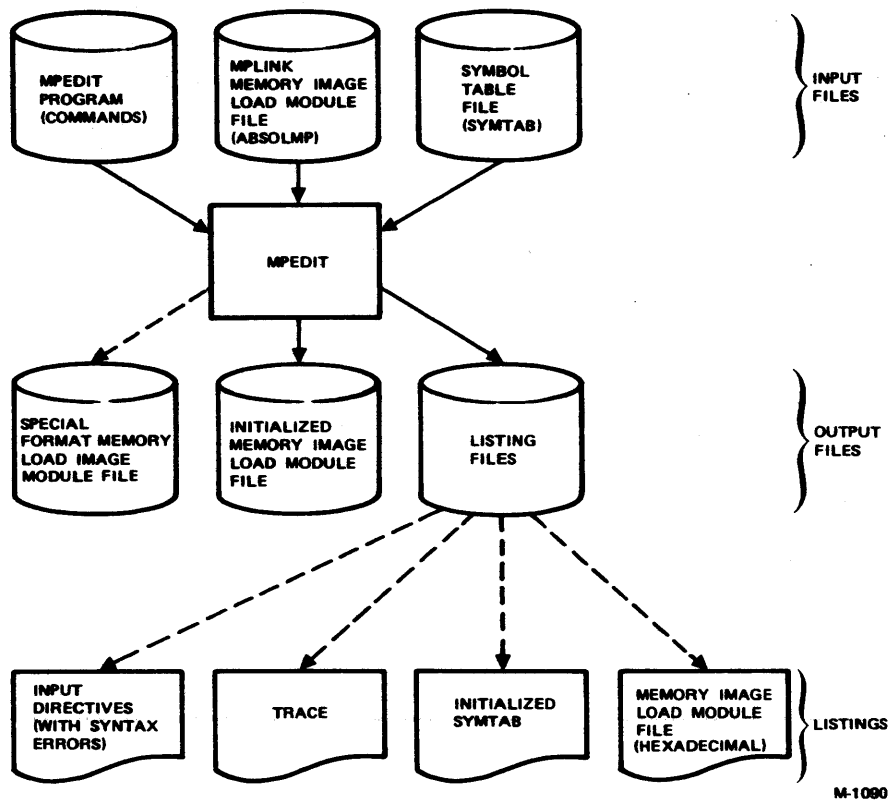 MPEDIT
PROGRAM
(COMMANDS)
MPLINK
MEMORY IMAGE
LOAD MODULE
FILE
(ABSOLMP)
SYMBOL
TABLE
FILE
(SYMTAB)
INPUT
FILES
MPEDIT
SPECIAL
FORMAT MEMORY
LOAD IMAGE
MODULE FILE
INITIALIZED
MEMORY IMAGE
LOAD MODULE
FILE
LISTING
FILES
OUTPUT
FILES
INPUT
DIRECTIVES
(WITH SYNTAX
ERRORS)
TRACE
INITIALIZED
SYMTAB
MEMORY IMAGE
LOAD MODULE
FILE
(HEXADECIMAL)
LISTINGS
M-1090